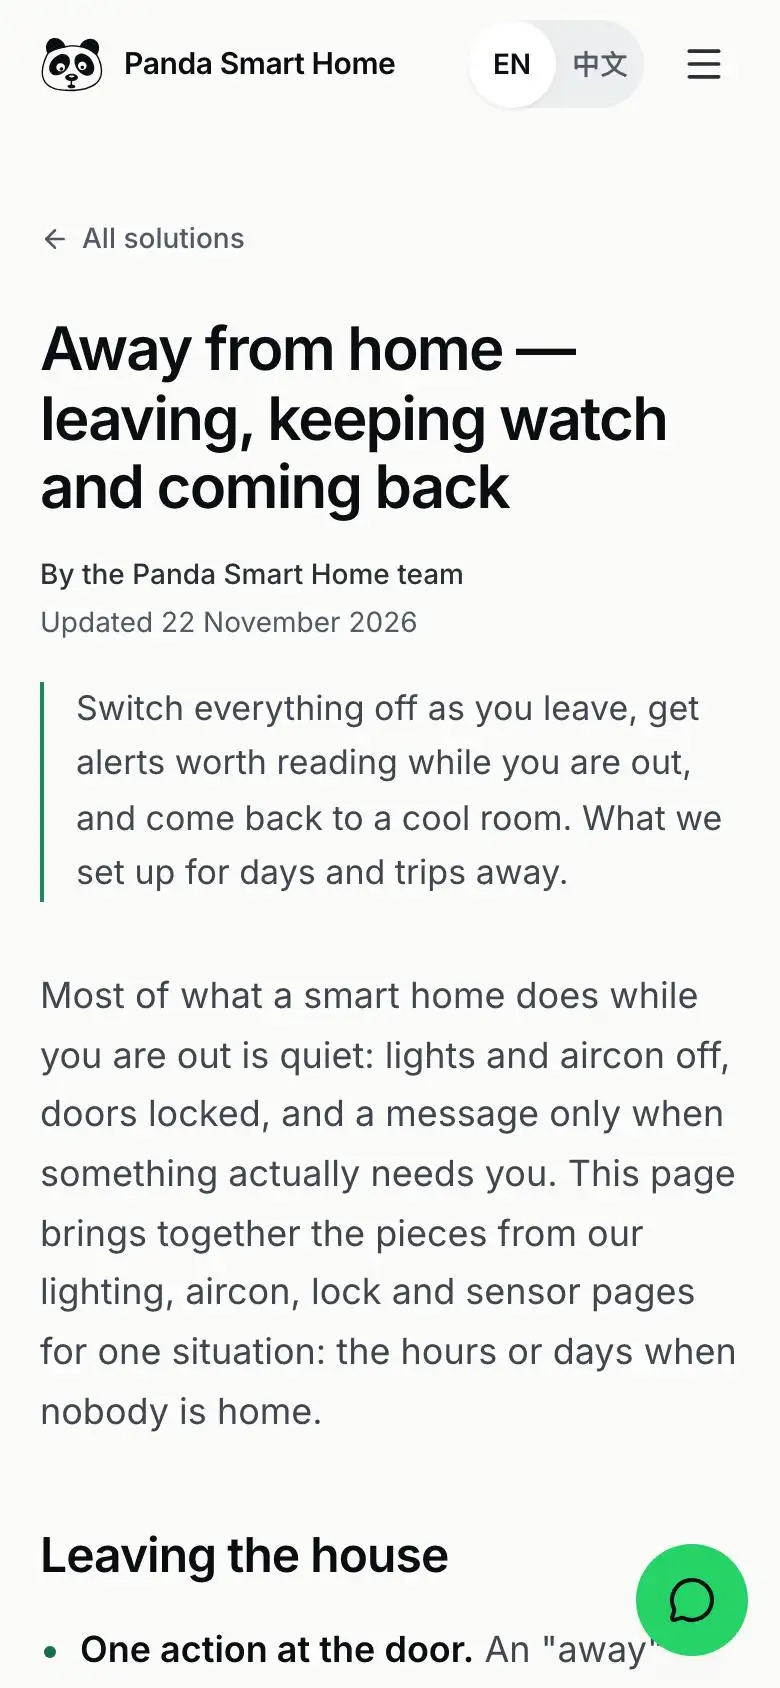 Panda Smart Home
EN
中文
← All solutions
Away from home —
leaving, keeping watch
and coming back
By the Panda Smart Home team
Updated 22 November 2026
Switch everything off as you leave, get
alerts worth reading while you are out,
and come back to a cool room. What we
set up for days and trips away.
Most of what a smart home does while
you are out is quiet: lights and aircon off,
doors locked, and a message only when
something actually needs you. This page
brings together the pieces from our
lighting, aircon, lock and sensor pages
for one situation: the hours or days when
nobody is home.
Leaving the house
• One action at the door. An "away"